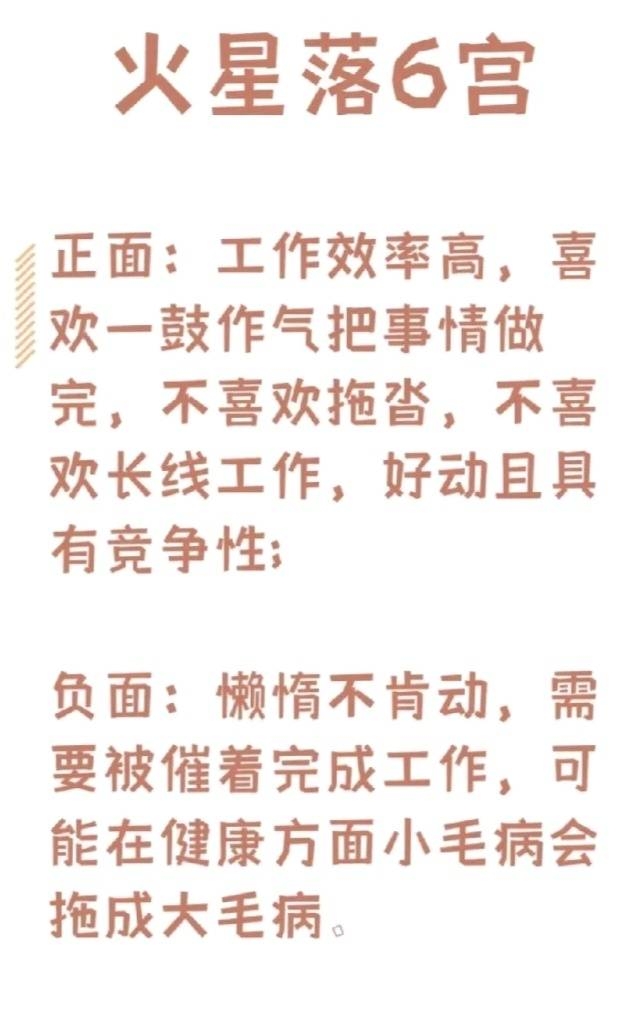 火星落6宫
正面：工作效率高，喜
欢一鼓作气把事情做
完，不喜欢拖沓，不喜
欢长线工作，好动且具
有竞争性；
负面：懒惰不肯动，需
要被催着完成工作，可
能在健康方面小毛病会
拖成大毛病。